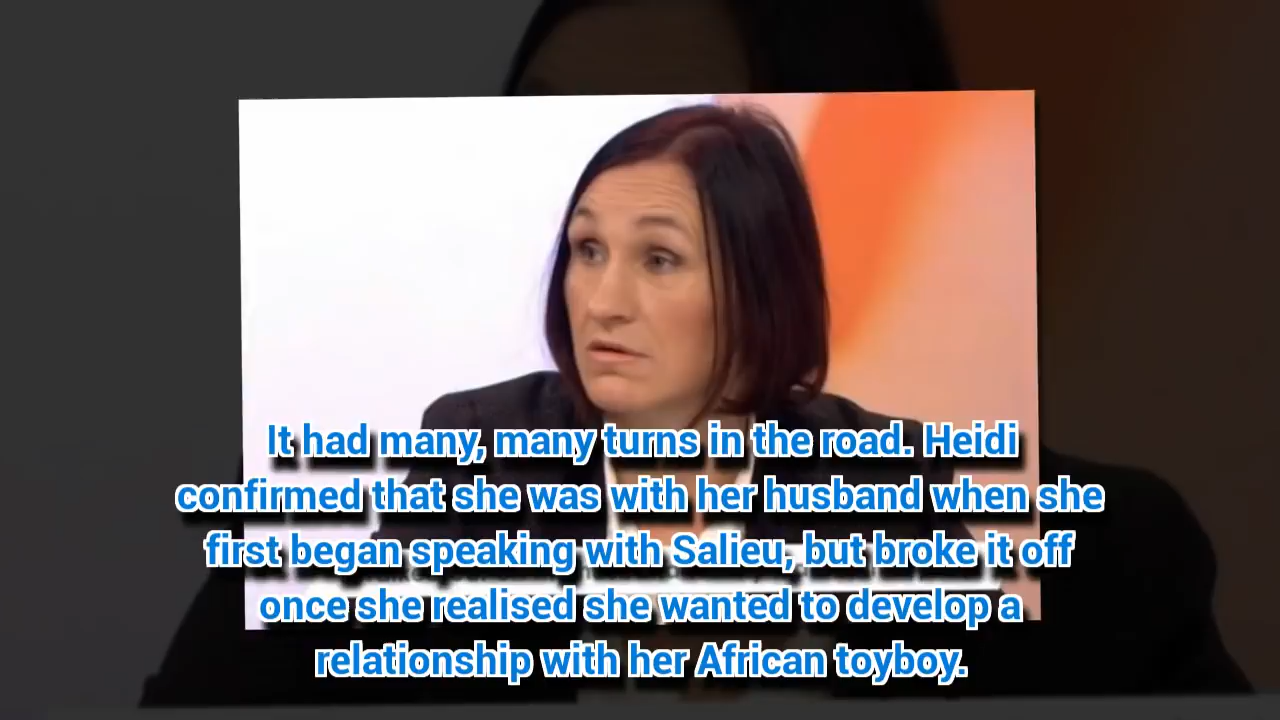 It had many, many turns in the road. Heidi
confirmed that she was with her husband when she
first began speaking with Salieu, but broke it off
once she realised she wanted to develop a
relationship with her African toyboy.